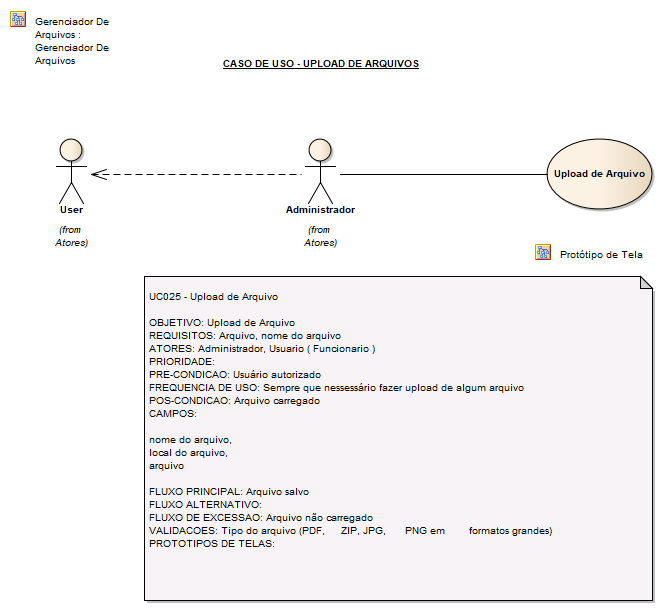 Gerenciador De
Arquivos :
Gerenciador De
Arquivos
CASO DE USO - UPLOAD DE ARQUIVOS
User
(from
Atores)
Administrador
(from
Atores)
Upload de Arquivo
Protótipo de Tela
UC025 - Upload de Arquivo
OBJETIVO: Upload de Arquivo
REQUISITOS: Arquivo, nome do arquivo
ATORES: Administrador, Usuario ( Funcionario )
PRIORIDADE:
PRE-CONDICAO: Usuário autorizado
FREQUENCIA DE USO: Sempre que nessessário fazer upload de algum arquivo
POS-CONDICAO: Arquivo carregado
CAMPOS:
nome do arquivo,
local do arquivo,
arquivo
FLUXO PRINCIPAL: Arquivo salvo
FLUXO ALTERNATIVO:
FLUXO DE EXCESSAO: Arquivo não carregado
VALIDACOES: Tipo do arquivo (PDF, ZIP, JPG, PNG em formatos grandes)
PROTOTIPOS DE TELAS: